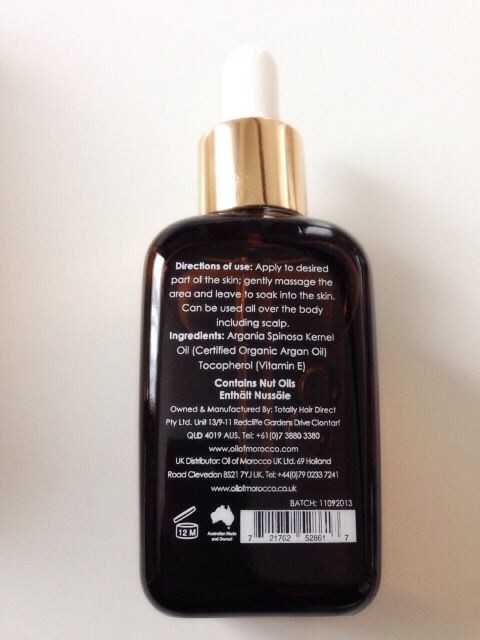 Directions of use: Apply to desired
part of the skin; gently massage the
area and leave to soak into the skin.
Can be used all over the body
including scalp.
Ingredients: Argania Spinosa Kernel
Oil (Certified Organic Argan Oil)
Tocopherol (Vitamin E)
Contains Nut Oils
Enthält Nussöle
Owned & Manufactured By: Totally Hair Direct
Pty Ltd. Unit 13/9-11 Redcliffe Gardens Drive Clontarf
QLD 4019 AUS. Tel: +61(0)7 3880 3380
www.oilofmorocco.com
UK Distributor: Oil of Morocco UK Ltd. 69 Holland
Road Clevedon BS21 7YJ UK. Tel: +44(0)79 0233 7241
www.oilofmorocco.co.uk
BATCH: 11092013
12 M
Australian Made
and Owned
7 21762 52861 7